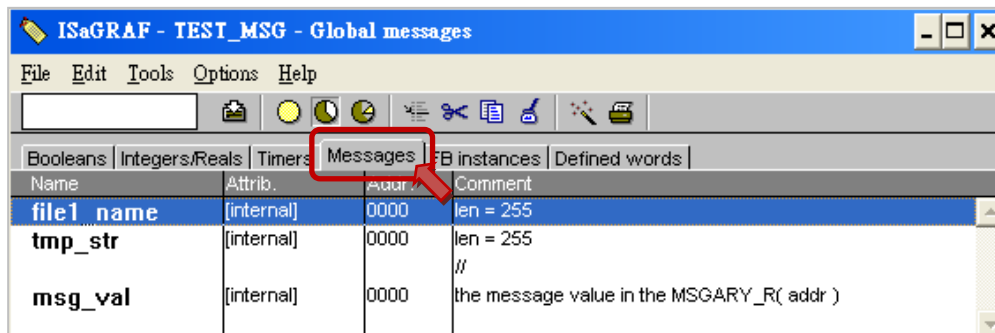 ISaGRAF - TEST_MSG - Global messages
File Edit Tools Options Help
Booleans Integers/Reals Timers Messages FB instances Defined words
Name Attrib. Addr. Comment
file1_name [internal] 0000 len = 255
tmp_str [internal] 0000 len = 255
//
msg_val [internal] 0000 the message value in the MSGARY_R( addr )